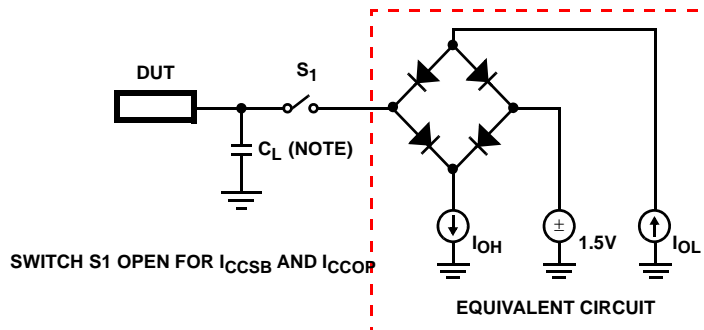 DUT
S1
CL (NOTE)
±
IOH
1.5V
IOL
SWITCH S1 OPEN FOR ICCSB AND ICCOP
EQUIVALENT CIRCUIT